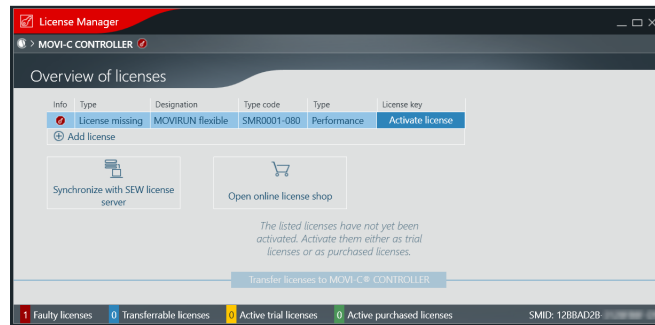 License Manager
> MOVI-C CONTROLLER
Overview of licenses
Info Type Designation Type code Type License key
License missing MOVIRUN flexible SMR0001-080 Performance Activate license
Add license
Synchronize with SEW license
server
Open online license shop
The listed licenses have not yet been
activated. Activate them either as trial
licenses or as purchased licenses.
Transfer licenses to MOVI-C® CONTROLLER
1 Faulty licenses 0 Transferrable licenses 0 Active trial licenses 0 Active purchased licenses SMID: 12BBAD2B-